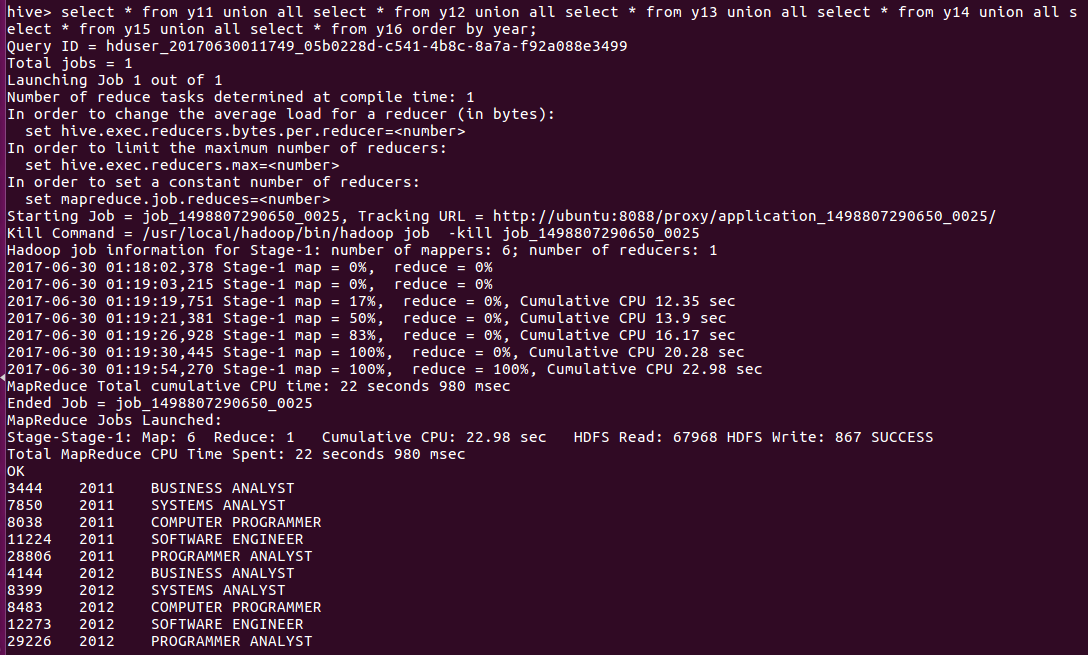 hive> select * from y11 union all select * from y12 union all select * from y13 union all select * from y14 union all s
elect * from y15 union all select * from y16 order by year;
Query ID = hduser_20170630011749_05b0228d-c541-4b8c-8a7a-f92a088e3499
Total jobs = 1
Launching Job 1 out of 1
Number of reduce tasks determined at compile time: 1
In order to change the average load for a reducer (in bytes):
  set hive.exec.reducers.bytes.per.reducer=<number>
In order to limit the maximum number of reducers:
  set hive.exec.reducers.max=<number>
In order to set a constant number of reducers:
  set mapreduce.job.reduces=<number>
Starting Job = job_1498807290650_0025, Tracking URL = http://ubuntu:8088/proxy/application_1498807290650_0025/
Kill Command = /usr/local/hadoop/bin/hadoop job  -kill job_1498807290650_0025
Hadoop job information for Stage-1: number of mappers: 6; number of reducers: 1
2017-06-30 01:18:02,378 Stage-1 map = 0%,  reduce = 0%
2017-06-30 01:19:03,215 Stage-1 map = 0%,  reduce = 0%
2017-06-30 01:19:19,751 Stage-1 map = 17%,  reduce = 0%, Cumulative CPU 12.35 sec
2017-06-30 01:19:21,381 Stage-1 map = 50%,  reduce = 0%, Cumulative CPU 13.9 sec
2017-06-30 01:19:26,928 Stage-1 map = 83%,  reduce = 0%, Cumulative CPU 16.17 sec
2017-06-30 01:19:30,445 Stage-1 map = 100%,  reduce = 0%, Cumulative CPU 20.28 sec
2017-06-30 01:19:54,270 Stage-1 map = 100%,  reduce = 100%, Cumulative CPU 22.98 sec
MapReduce Total cumulative CPU time: 22 seconds 980 msec
Ended Job = job_1498807290650_0025
MapReduce Jobs Launched:
Stage-Stage-1: Map: 6  Reduce: 1   Cumulative CPU: 22.98 sec   HDFS Read: 67968 HDFS Write: 867 SUCCESS
Total MapReduce CPU Time Spent: 22 seconds 980 msec
OK
3444    2011    BUSINESS ANALYST
7850    2011    SYSTEMS ANALYST
8038    2011    COMPUTER PROGRAMMER
11224   2011    SOFTWARE ENGINEER
28806   2011    PROGRAMMER ANALYST
4144    2012    BUSINESS ANALYST
8399    2012    SYSTEMS ANALYST
8483    2012    COMPUTER PROGRAMMER
12273   2012    SOFTWARE ENGINEER
29226   2012    PROGRAMMER ANALYST